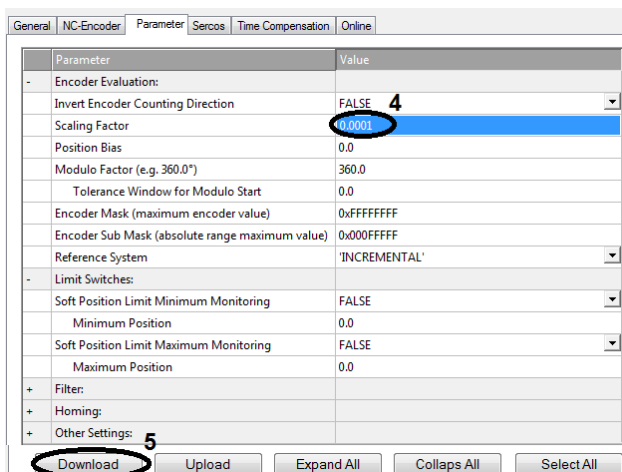 General NC-Encoder Parameter Sercos Time Compensation Online
Parameter Value
- Encoder Evaluation:
Invert Encoder Counting Direction FALSE 4
Scaling Factor 0.0001
Position Bias 0.0
Modulo Factor (e.g. 360.0°) 360.0
Tolerance Window for Modulo Start 0.0
Encoder Mask (maximum encoder value) 0xFFFFFFFF
Encoder Sub Mask (absolute range maximum value) 0x000FFFFF
Reference System 'INCREMENTAL'
- Limit Switches:
Soft Position Limit Minimum Monitoring FALSE
Minimum Position 0.0
Soft Position Limit Maximum Monitoring FALSE
Maximum Position 0.0
+ Filter:
+ Homing:
+ Other Settings:
5
Download Upload Expand All Collaps All Select All